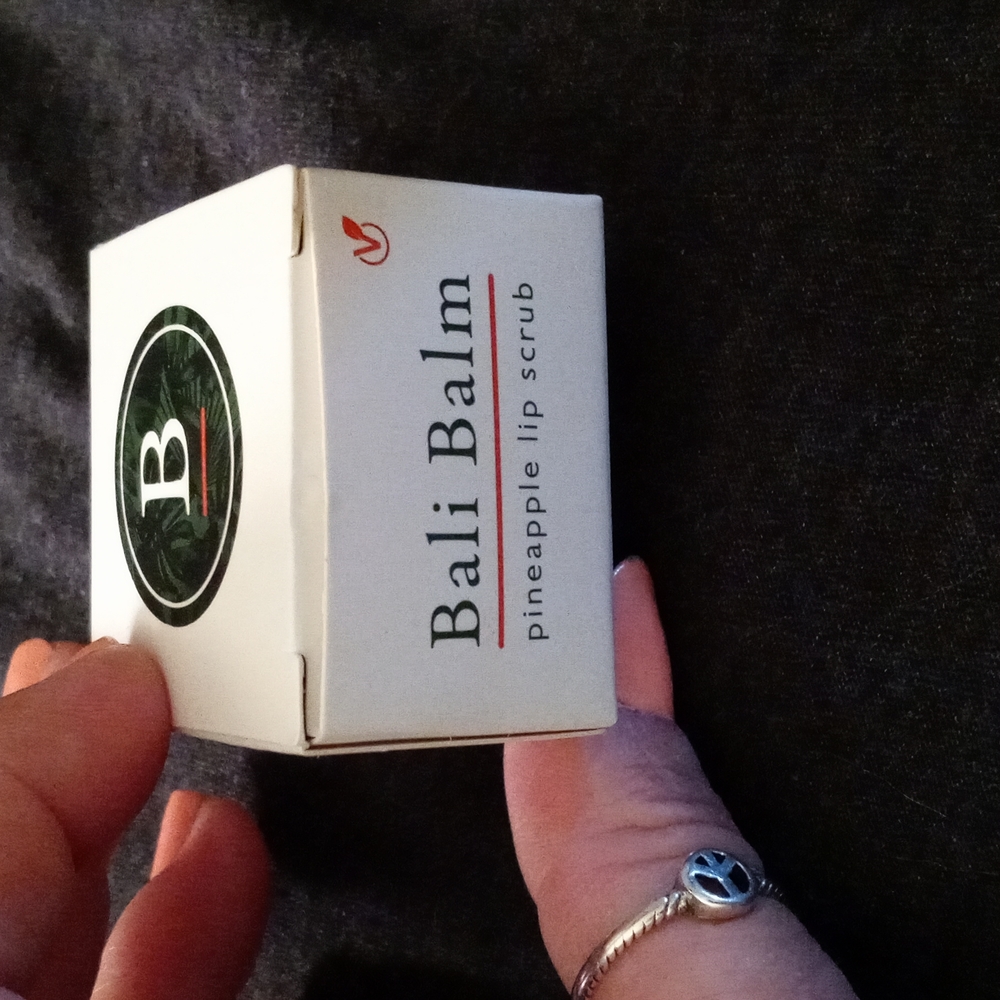 B
V
Bali Balm
pineapple lip scrub